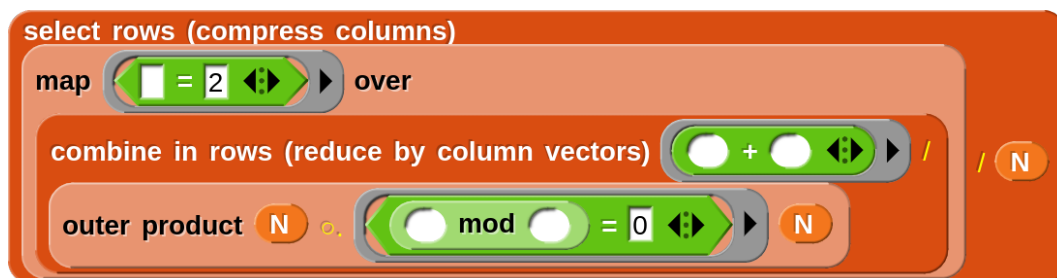 select rows (compress columns)
map = 2 over
combine in rows (reduce by column vectors) + /
/ N
outer product N ○. mod = 0 N